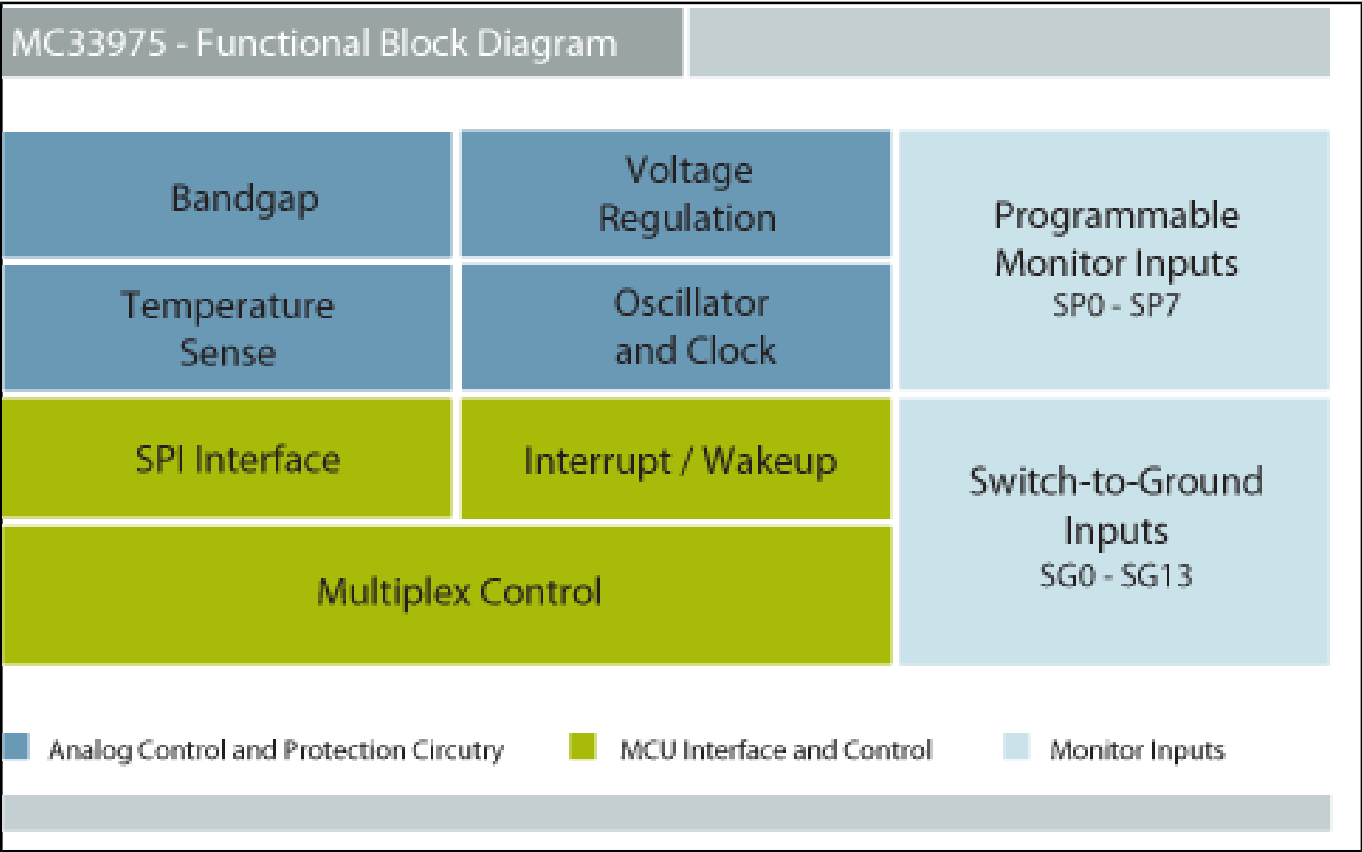 MC33975 - Functional Block Diagram
Bandgap
Voltage
Regulation
Programmable
Monitor Inputs
SP0 - SP7
Temperature
Sense
Oscillator
and Clock
SPI Interface
Interrupt / Wakeup
Switch-to-Ground
Inputs
SG0 - SG13
Multiplex Control
Analog Control and Protection Circutry
MCU Interface and Control
Monitor Inputs